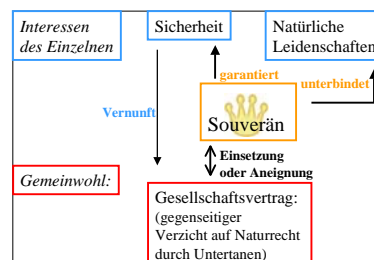 Interessen
des Einzelnen
Sicherheit
Natürliche
Leidenschaften
garantiert
unterbindet
Vernunft
Souverän
Einsetzung
oder Aneignung
Gemeinwohl:
Gesellschaftsvertrag:
(gegenseitiger
Verzicht auf Naturrecht
durch Untertanen)